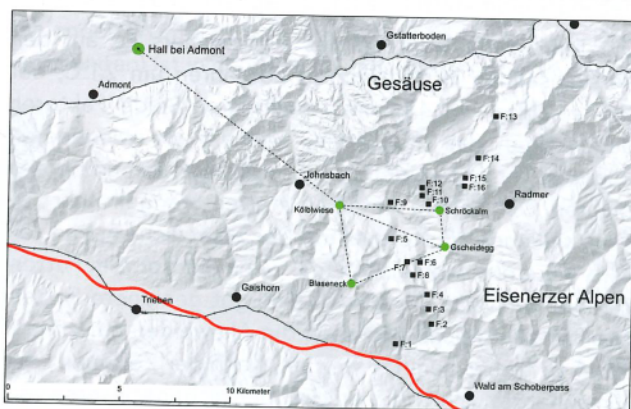 Gstatterboden
Hall bei Admont
Gesäuse
Admont
F:13
F:14
Johnsbach
F:15
F:12
F:16
F:11
F:9
F:10
Radmer
Kölblwiese
Schröckalm
F:5
Gscheidegg
F:7
F:6
F:8
Blaseneck
Eisenerzer Alpen
Gaishorn
F:4
Trieben
F:3
F:2
F:1
0
5
10 Kilometer
Wald am Schoberpass